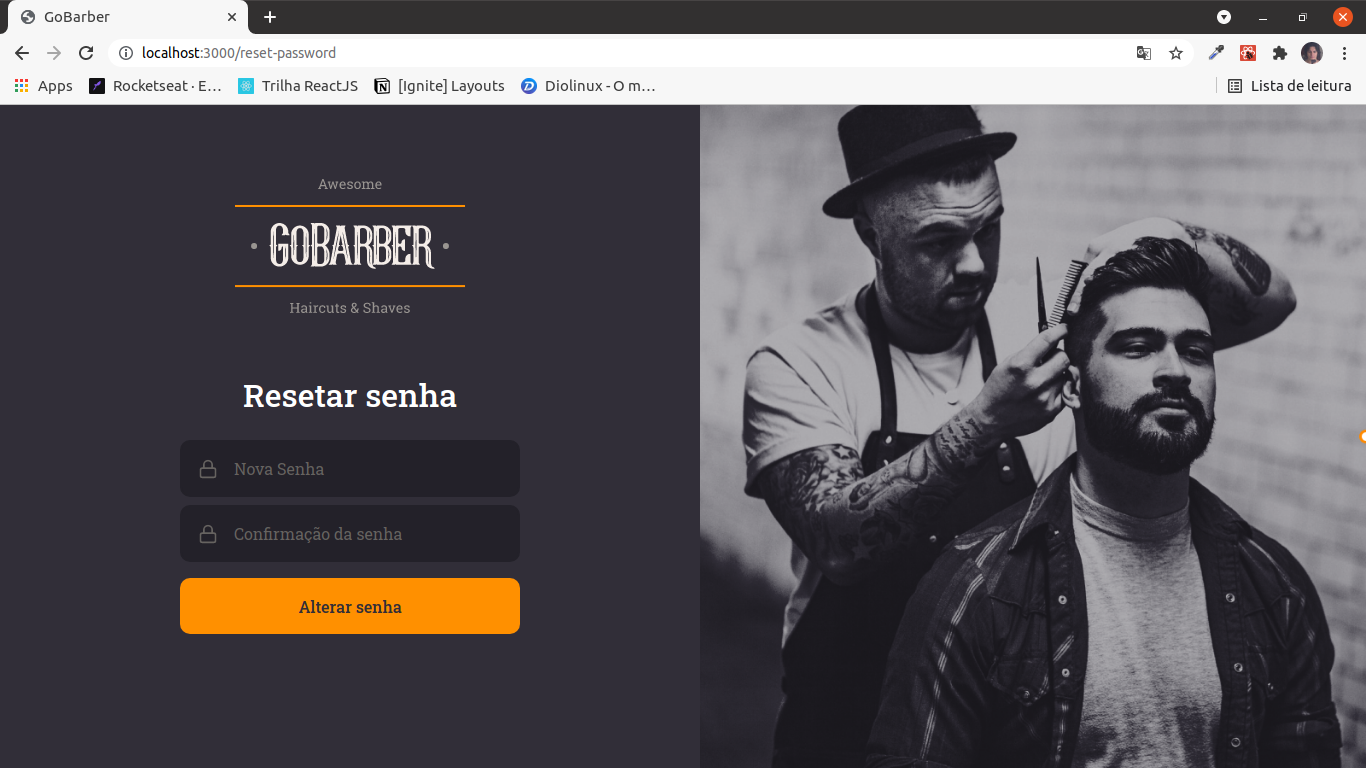 GoBarber
localhost:3000/reset-password
Apps
Rocketseat · E…
Trilha ReactJS
[Ignite] Layouts
Diolinux - O m…
Lista de leitura
Awesome
GOBARBER
Haircuts & Shaves
Resetar senha
Nova Senha
Confirmação da senha
Alterar senha